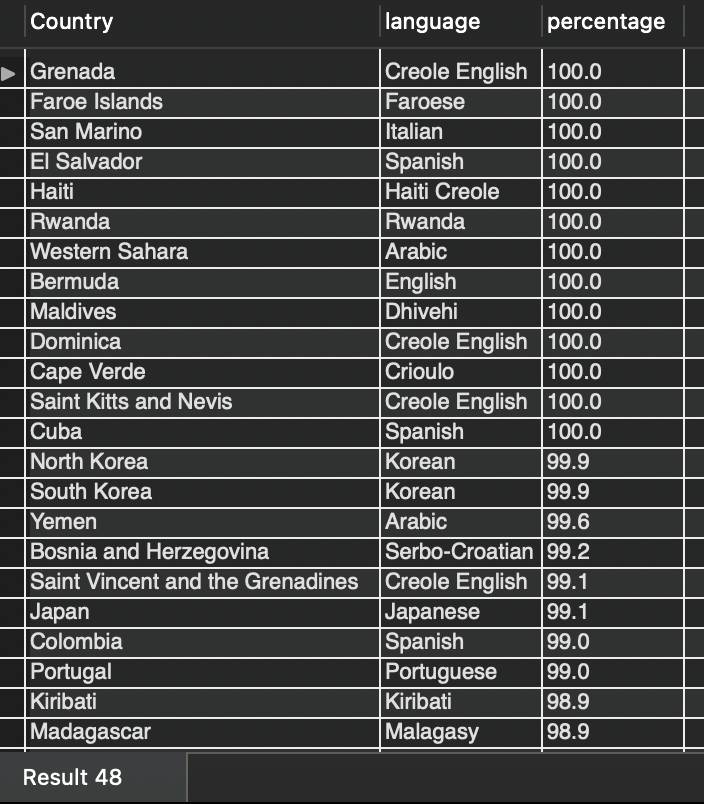 Country language percentage
Grenada Creole English 100.0
Faroe Islands Faroese 100.0
San Marino Italian 100.0
El Salvador Spanish 100.0
Haiti Haiti Creole 100.0
Rwanda Rwanda 100.0
Western Sahara Arabic 100.0
Bermuda English 100.0
Maldives Dhivehi 100.0
Dominica Creole English 100.0
Cape Verde Crioulo 100.0
Saint Kitts and Nevis Creole English 100.0
Cuba Spanish 100.0
North Korea Korean 99.9
South Korea Korean 99.9
Yemen Arabic 99.6
Bosnia and Herzegovina Serbo-Croatian 99.2
Saint Vincent and the Grenadines Creole English 99.1
Japan Japanese 99.1
Colombia Spanish 99.0
Portugal Portuguese 99.0
Kiribati Kiribati 98.9
Madagascar Malagasy 98.9
Result 48